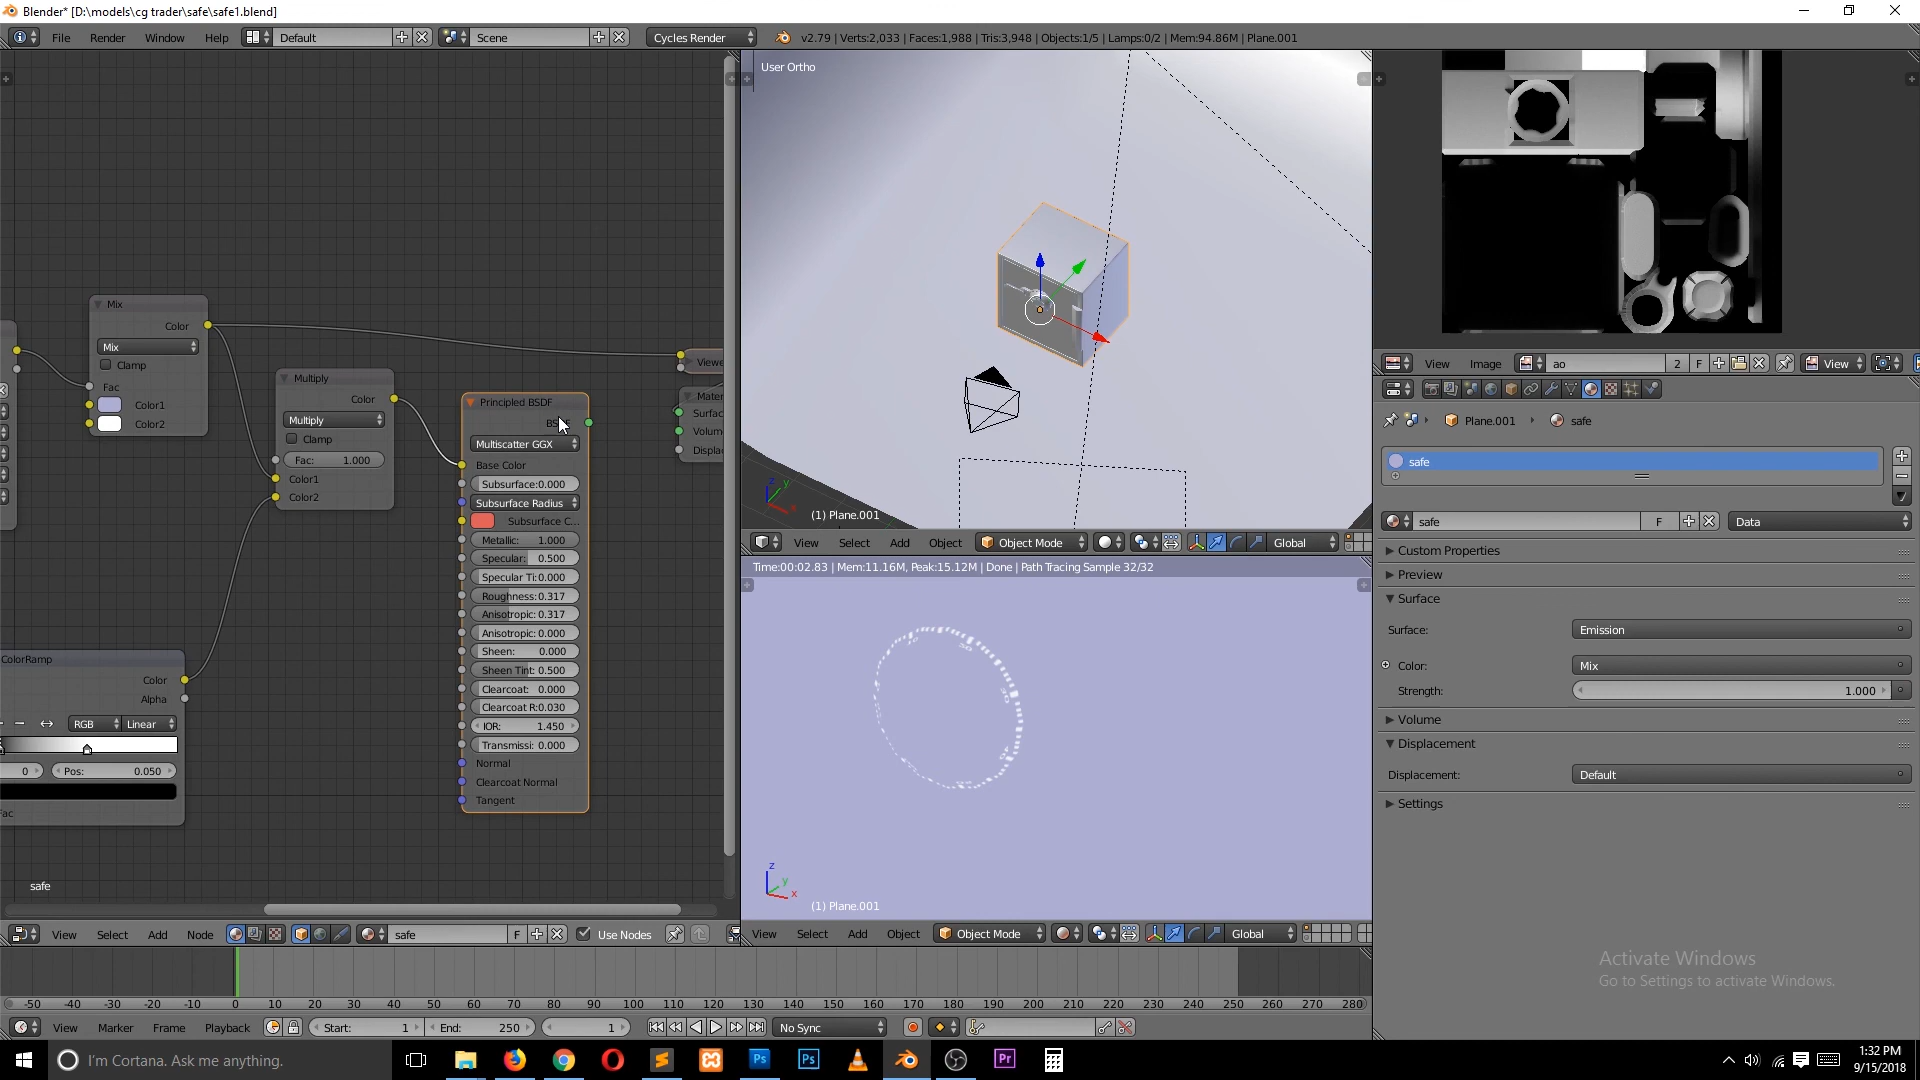 Blender* [D:\models\cg trader\safe\safe1.blend]
File Render Window Help Default Scene Cycles Render v2.79 | Verts:2,033 | Faces:1,988 | Tris:3,948 | Objects:1/5 | Lamps:0/2 | Mem:94.86M | Plane.001
User Ortho
Mix
Color
Mix
Clamp
Fac
Color1
Color2
Multiply
Color
Multiply
Clamp
Fac: 1.000
Color1
Color2
Principled BSDF
Multiscatter GGX
Base Color
Subsurface:0.000
Subsurface Radius
Subsurface C...
Metallic: 1.000
Specular: 0.500
Specular Ti:0.000
Roughness:0.317
Anisotropic: 0.317
Anisotropic: 0.000
Sheen: 0.000
Sheen Tint: 0.500
Clearcoat: 0.000
Clearcoat R:0.030
IOR: 1.450
Transmissi: 0.000
Normal
Clearcoat Normal
Tangent
Viewe
Mater
Surfac
Volum
Displac
ColorRamp
Color
Alpha
RGB Linear
0 Pos: 0.050
Fac
safe
View Select Add Node safe F Use Nodes
z y x
(1) Plane.001
View Select Add Object Object Mode Global
Time:00:02.83 | Mem:11.16M, Peak:15.12M | Done | Path Tracing Sample 32/32
z y x
(1) Plane.001
View Select Add Object Object Mode Global
View Image ao 2 F View
Plane.001 safe
safe
safe F Data
Custom Properties
Preview
Surface
Surface: Emission
Color: Mix
Strength: 1.000
Volume
Displacement
Displacement: Default
Settings
Activate Windows
Go to Settings to activate Windows.
-50 -40 -30 -20 -10 0 10 20 30 40 50 60 70 80 90 100 110 120 130 140 150 160 170 180 190 200 210 220 230 240 250 260 270 280
View Marker Frame Playback Start: 1 End: 250 1 No Sync
I'm Cortana. Ask me anything.
Ps Ps Pr
1:32 PM
9/15/2018